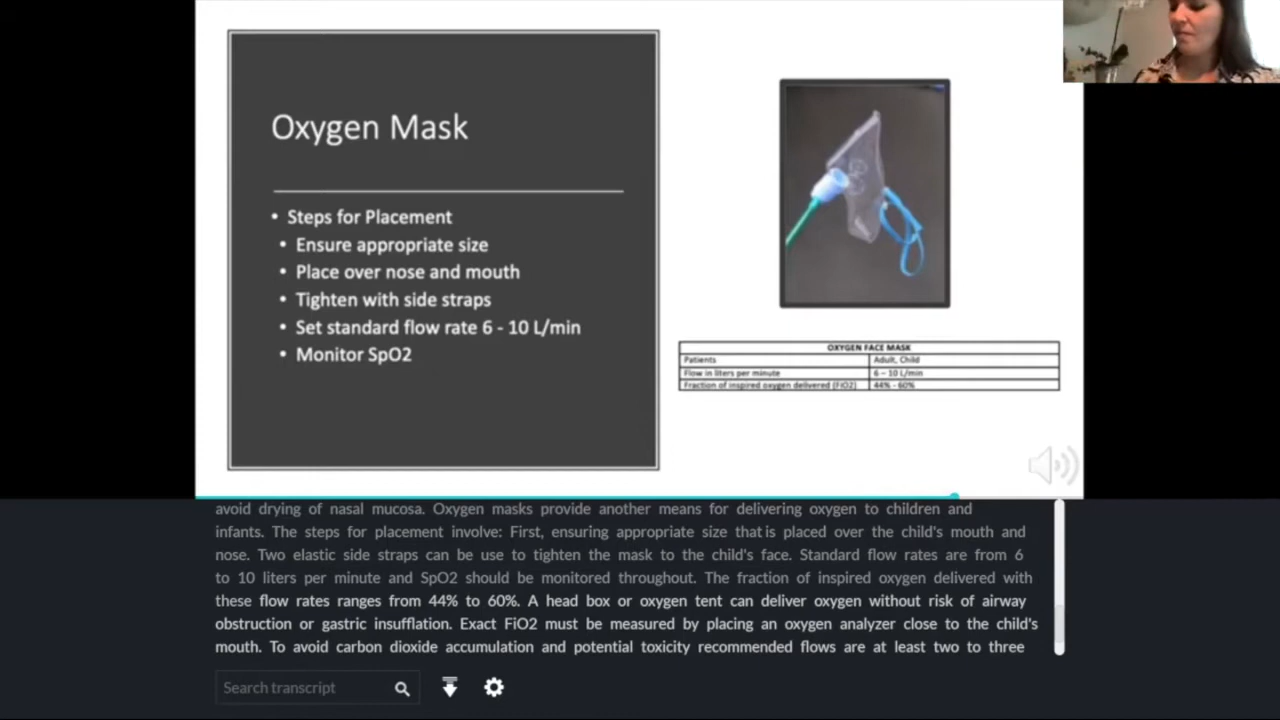 Oxygen Mask
• Steps for Placement
• Ensure appropriate size
• Place over nose and mouth
• Tighten with side straps
• Set standard flow rate 6 - 10 L/min
• Monitor SpO2
OXYGEN FACE MASK
Patients Adult, Child
Flow in liters per minute 6 – 10 L/min
Fraction of inspired oxygen delivered (FiO2) 44% - 60%
avoid drying of nasal mucosa. Oxygen masks provide another means for delivering oxygen to children and
infants. The steps for placement involve: First, ensuring appropriate size that is placed over the child's mouth and
nose. Two elastic side straps can be use to tighten the mask to the child's face. Standard flow rates are from 6
to 10 liters per minute and SpO2 should be monitored throughout. The fraction of inspired oxygen delivered with
these flow rates ranges from 44% to 60%. A head box or oxygen tent can deliver oxygen without risk of airway
obstruction or gastric insufflation. Exact FiO2 must be measured by placing an oxygen analyzer close to the child's
mouth. To avoid carbon dioxide accumulation and potential toxicity recommended flows are at least two to three
Search transcript